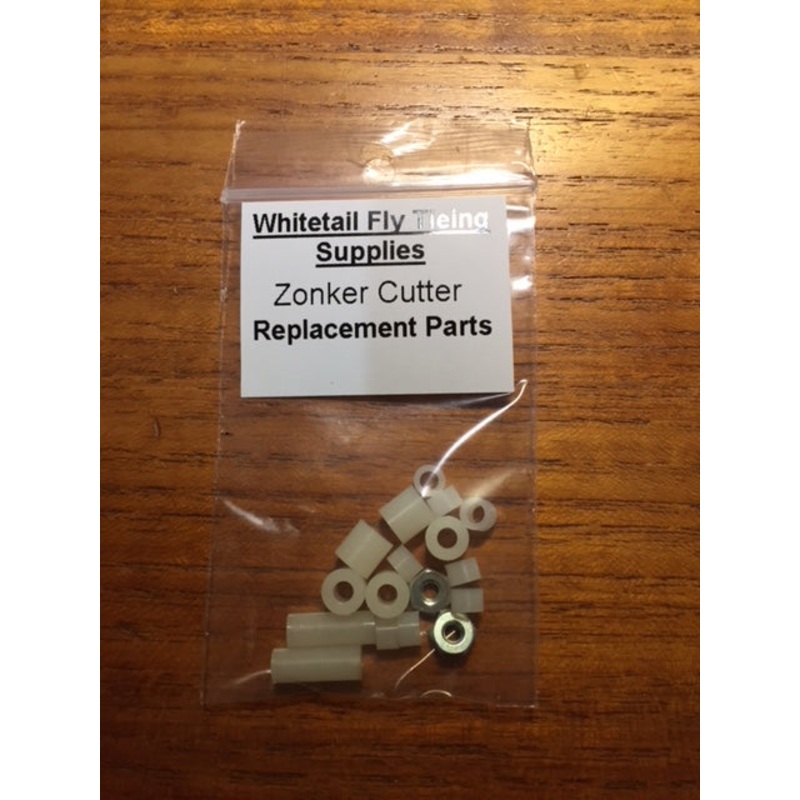 Whitetail Fly Tieing
Supplies
Zonker Cutter
Replacement Parts